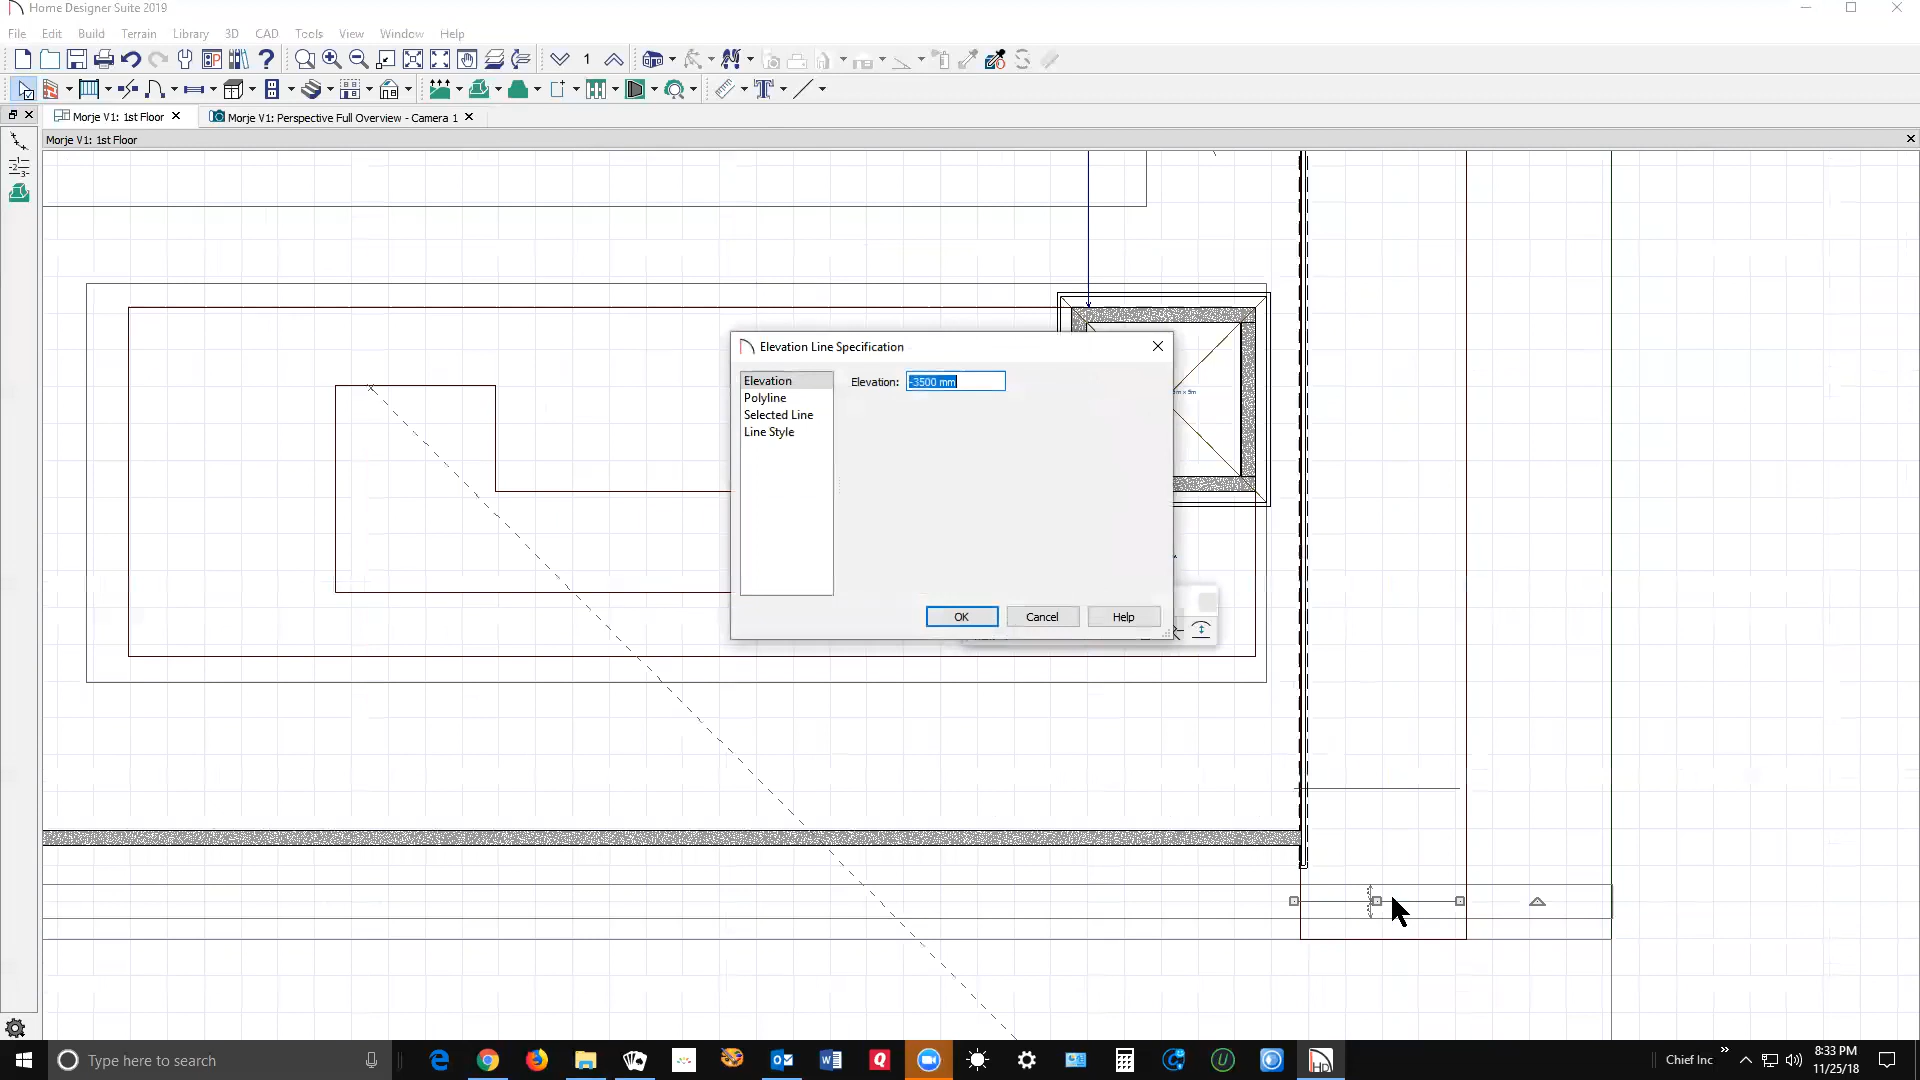 Home Designer Suite 2019
File Edit Build Terrain Library 3D CAD Tools Window View Help
1
Morje V1: 1st Floor
Morje V1: Perspective Full Overview - Camera 1
Morje V1: 1st Floor
Elevation Line Specification
Elevation
Polyline
Selected Line
Line Style
Elevation: -3500 mm
OK Cancel Help
Type here to search
Chief Inc
8:33 PM
11/25/18